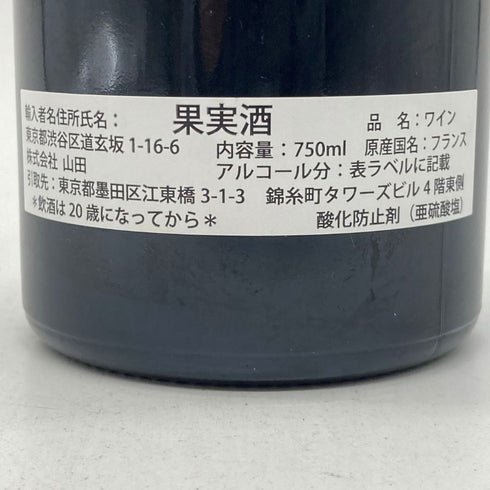 輸入者名住所氏名： 果実酒 品　名：ワイン
東京都渋谷区道玄坂 1-16-6 内容量：750ml 原産国名：フランス
株式会社 山田 アルコール分：表ラベルに記載
引取先：東京都墨田区江東橋 3-1-3 錦糸町タワーズビル 4 階東側
＊飲酒は 20 歳になってから＊ 酸化防止剤（亜硫酸塩）